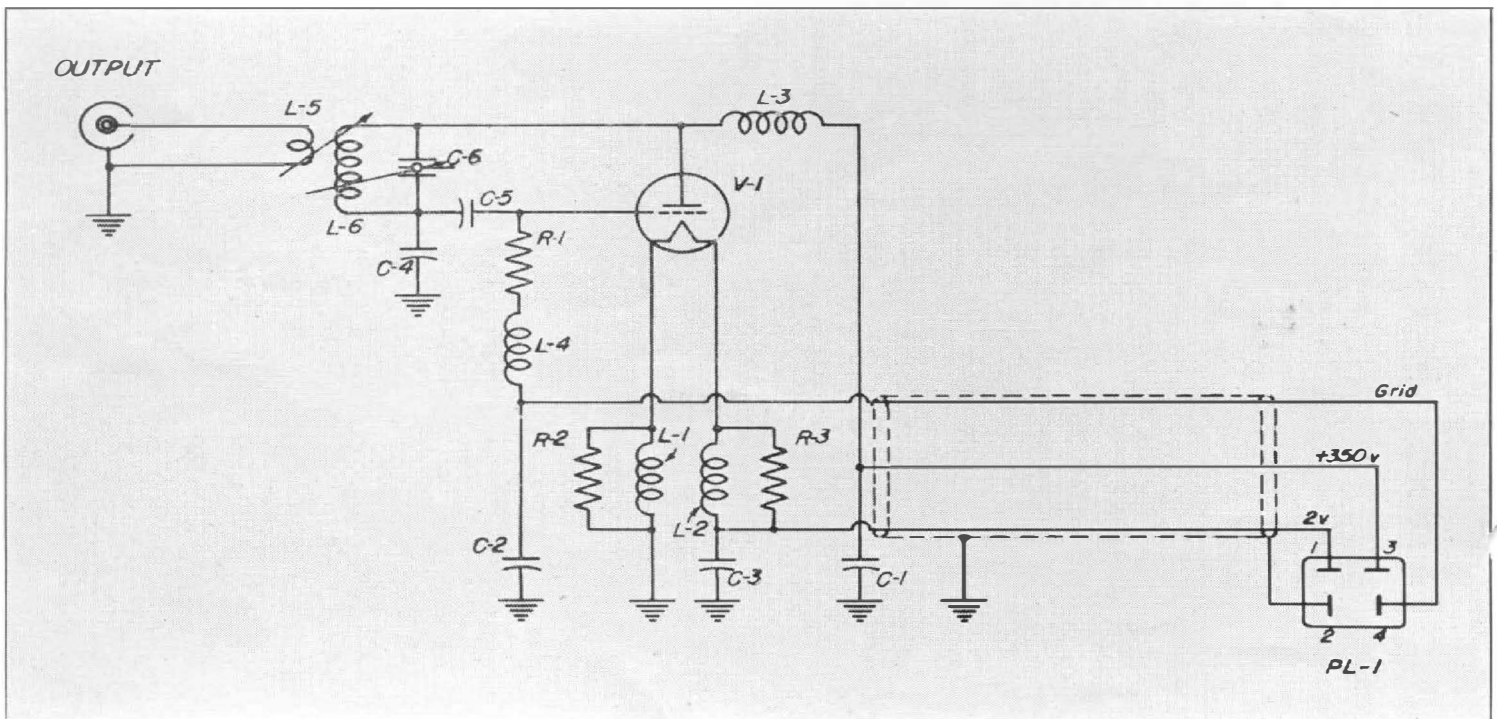 OUTPUT
L-5
L-3
C-6
V-1
C-5
L-6
R-1
C-4
L-4
Grid
R-2
L-1
R-3
+350 v
L-2
2v
1
3
C-2
C-3
C-1
2
4
PL-1